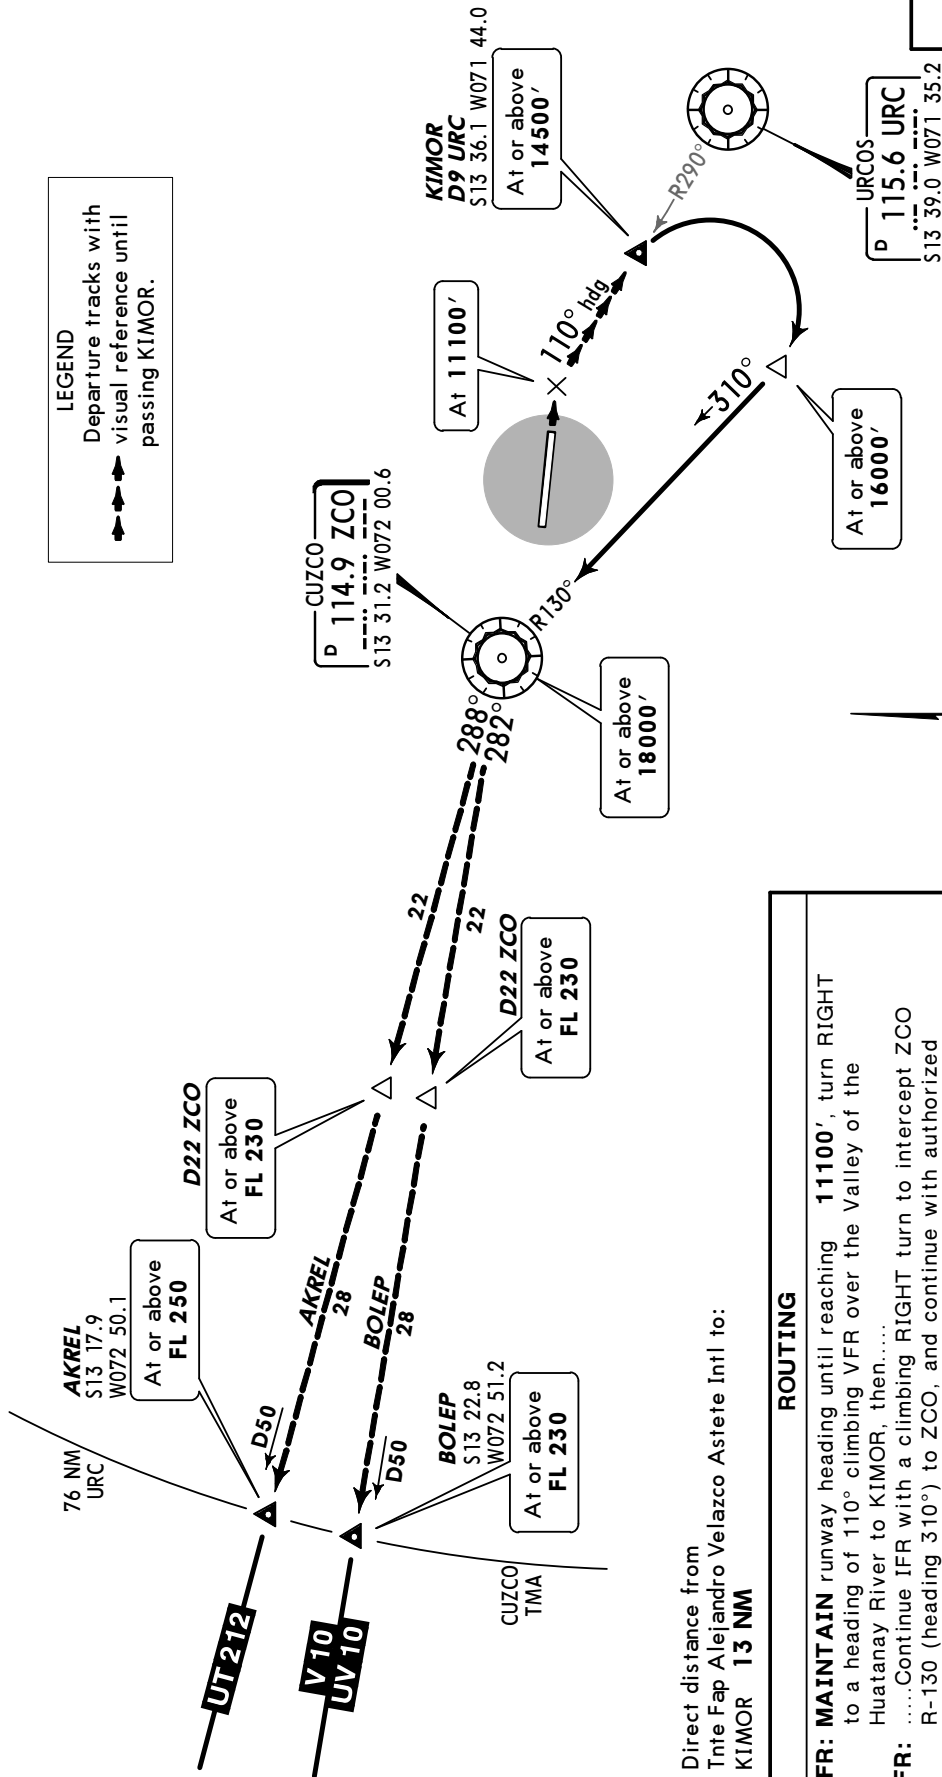 LEGEND
Departure tracks with
visual reference until
passing KIMOR.
76 NM
URC
AKREL
S13 17.9
W072 50.1
At or above
FL 250
D22 ZCO
At or above
FL 230
CUZCO
D
114.9 ZCO
S13 31.2 W072 00.6
At 11100'
KIMOR
D9 URC
S13 36.1 W071 44.0
At or above
14500'
UT212
D50
AKREL
28
22
288°
282°
110° hdg
R290°
V 10
UV 10
D50
BOLEP
28
22
R130°
310°
CUZCO
TMA
BOLEP
S13 22.8
W072 51.2
At or above
FL 230
D22 ZCO
At or above
FL 230
At or above
18000'
At or above
16000'
URCOS
D
115.6 URC
S13 39.0 W071 35.2
Direct distance from
Tnte Fap Alejandro Velazco Astete Intl to:
KIMOR 13 NM
ROUTING
FR: MAINTAIN runway heading until reaching 11100', turn RIGHT
to a heading of 110° climbing VFR over the Valley of the
Huatanay River to KIMOR, then.....
FR: .....Continue IFR with a climbing RIGHT turn to intercept ZCO
R-130 (heading 310°) to ZCO, and continue with authorized